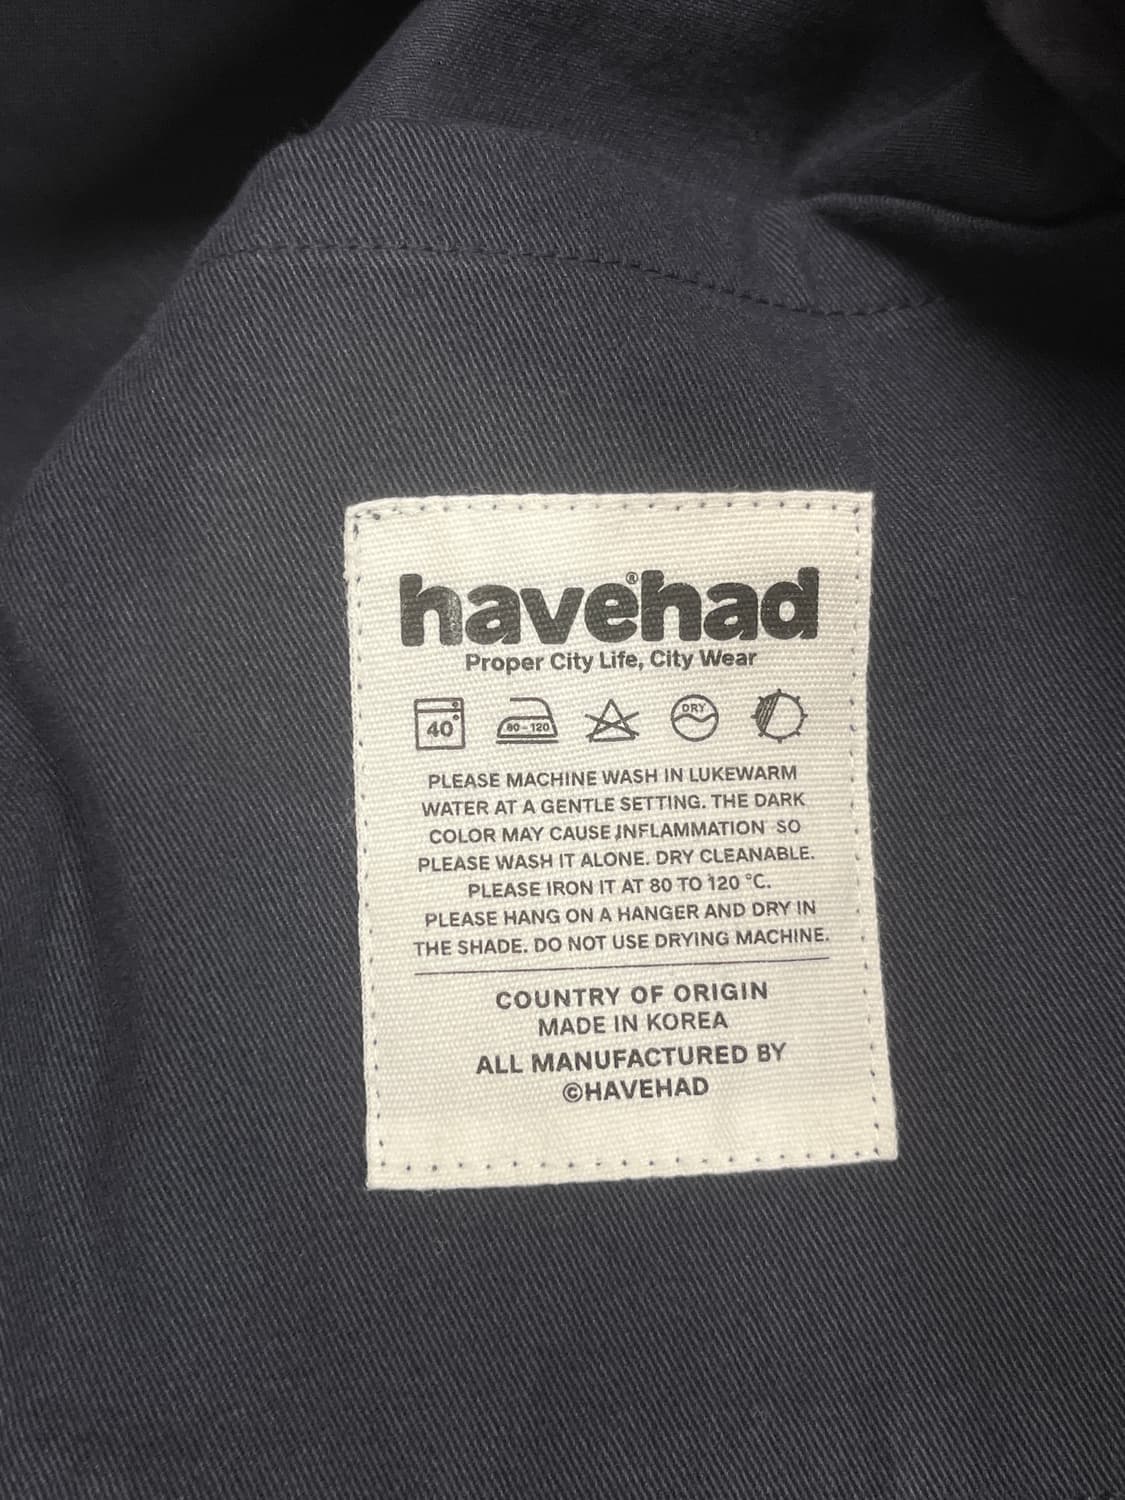 havehad®
Proper City Life, City Wear
40° 80-120 DRY
PLEASE MACHINE WASH IN LUKEWARM
WATER AT A GENTLE SETTING. THE DARK
COLOR MAY CAUSE INFLAMMATION SO
PLEASE WASH IT ALONE. DRY CLEANABLE.
PLEASE IRON IT AT 80 TO 120 °C.
PLEASE HANG ON A HANGER AND DRY IN
THE SHADE. DO NOT USE DRYING MACHINE.
COUNTRY OF ORIGIN
MADE IN KOREA
ALL MANUFACTURED BY
©HAVEHAD